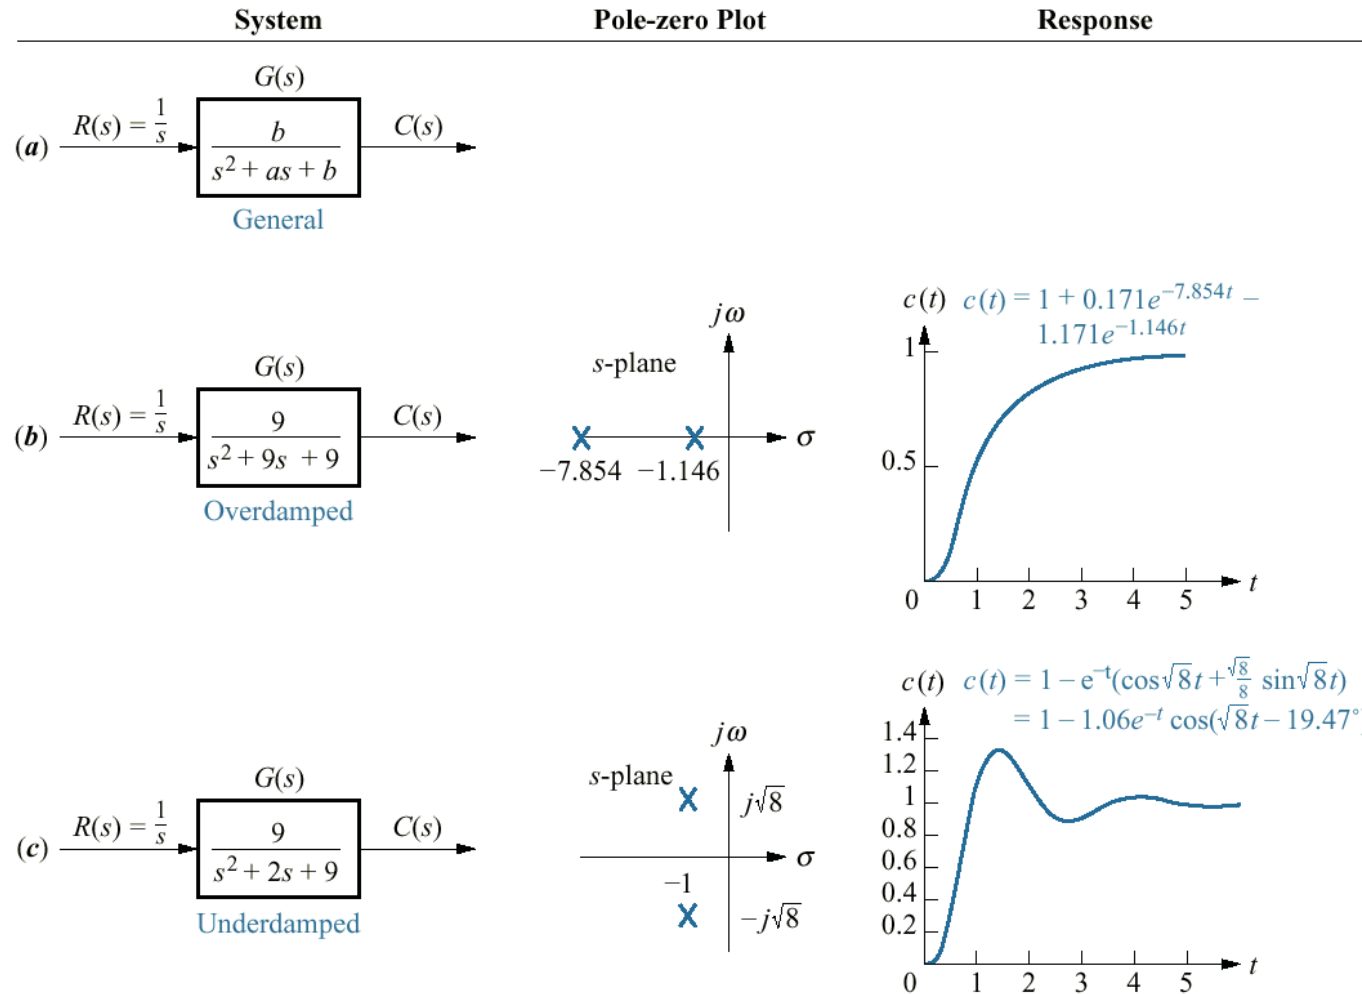 System Pole-zero Plot Response
G(s)
(a) R(s) = 1/s b/(s² + as + b) C(s)
General
c(t) c(t) = 1 + 0.171e^−7.854t −
1.171e^−1.146t
jω
1
G(s) s-plane
(b) R(s) = 1/s 9/(s² + 9s + 9) C(s) σ
−7.854 −1.146 0.5
Overdamped
0 1 2 3 4 5 t
c(t) c(t) = 1 − e^−t(cos√8t + √8/8 sin√8t)
= 1 − 1.06e^−t cos(√8t − 19.47°)
jω 1.4
G(s) s-plane j√8 1.2
(c) R(s) = 1/s 9/(s² + 2s + 9) C(s) 1
σ 0.8
−1 0.6
−j√8 0.4
Underdamped 0.2
0 1 2 3 4 5 t